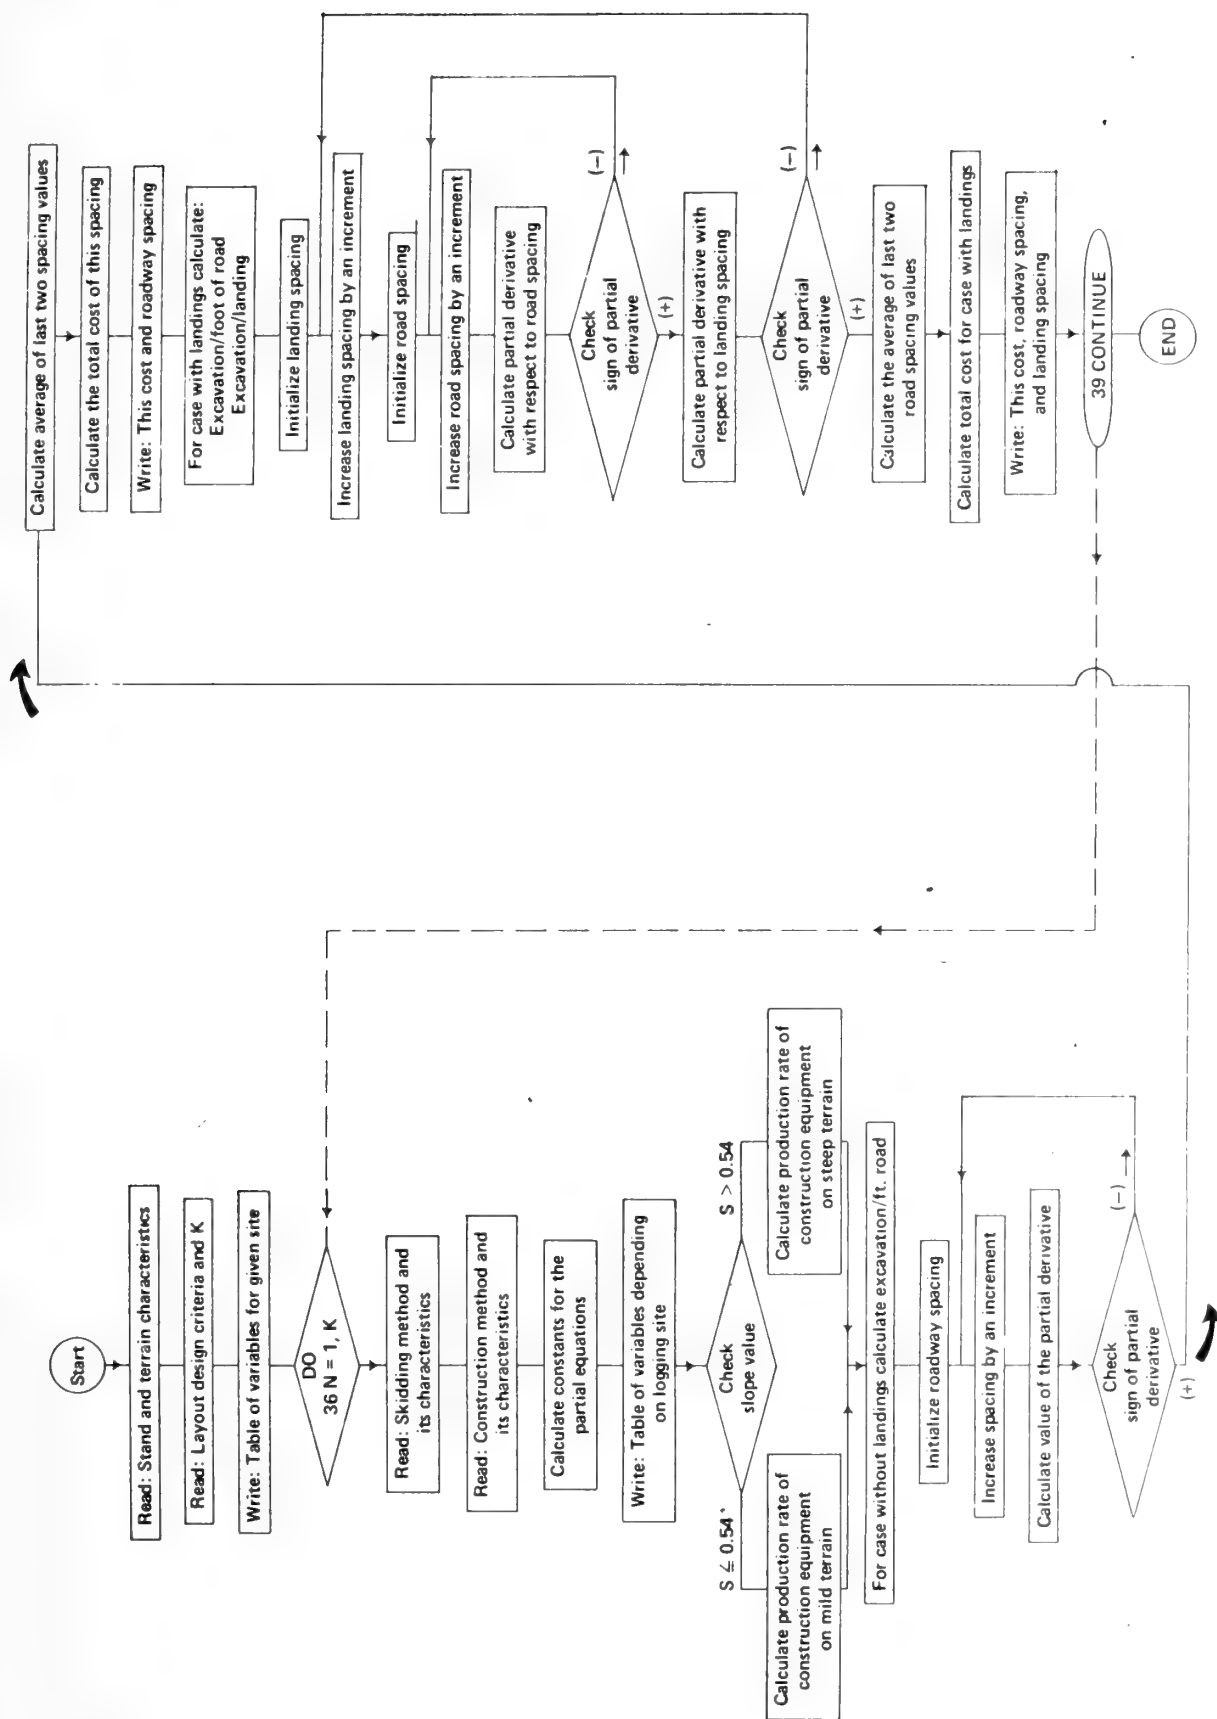 Start
Read: Stand and terrain characteristics
Read: Layout design criteria and K
Write: Table of variables for given site
DO
36 N = 1, K
Read: Skidding method and
its characteristics
Read: Construction method and
its characteristics
Calculate constants for the
partial equations
Write: Table of variables depending
on logging site
Check
slope value
S ≤ 0.54
S > 0.54
Calculate production rate of
construction equipment
on mild terrain
Calculate production rate of
construction equipment
on steep terrain
For case without landings calculate excavation/ft. road
Initialize roadway spacing
Increase spacing by an increment
Calculate value of the partial derivative
Check
sign of partial
derivative
(−)
(+)
Calculate average of last two spacing values
Calculate the total cost of this spacing
Write: This cost and roadway spacing
For case with landings calculate:
Excavation/foot of road
Excavation/landing
Initialize landing spacing
Increase landing spacing by an increment
Initialize road spacing
Increase road spacing by an increment
Calculate partial derivative
with respect to road spacing
Check
sign of partial
derivative
(−)
(+)
Calculate partial derivative with
respect to landing spacing
Check
sign of partial
derivative
(−)
(+)
Calculate the average of last two
road spacing values
Calculate total cost for case with landings
Write: This cost, roadway spacing,
and landing spacing
39 CONTINUE
END